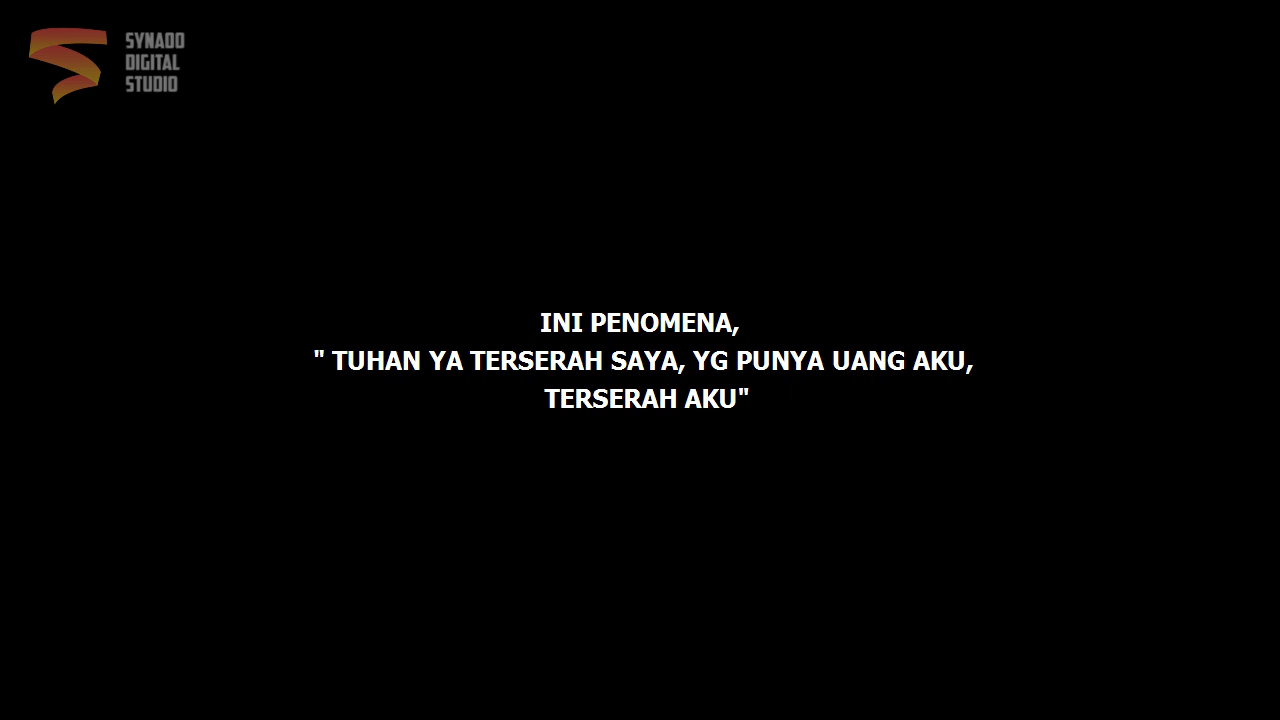 SYNADO
DIGITAL
STUDIO
INI PENOMENA,
" TUHAN YA TERSERAH SAYA, YG PUNYA UANG AKU,
TERSERAH AKU"